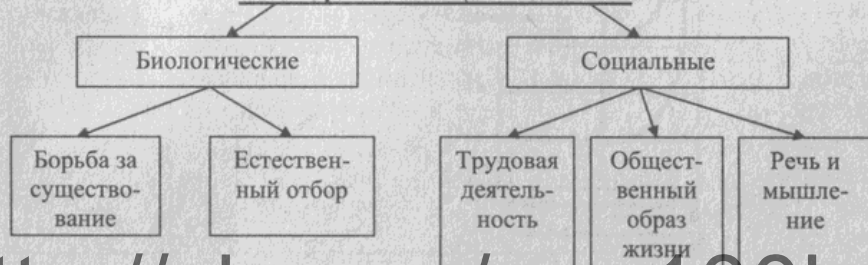 Биологические
Социальные
Борьба за
существо-
вание
Естествен-
ный отбор
Трудовая
деятель-
ность
Общест-
венный
образ
жизни
Речь и
мышле-
ние